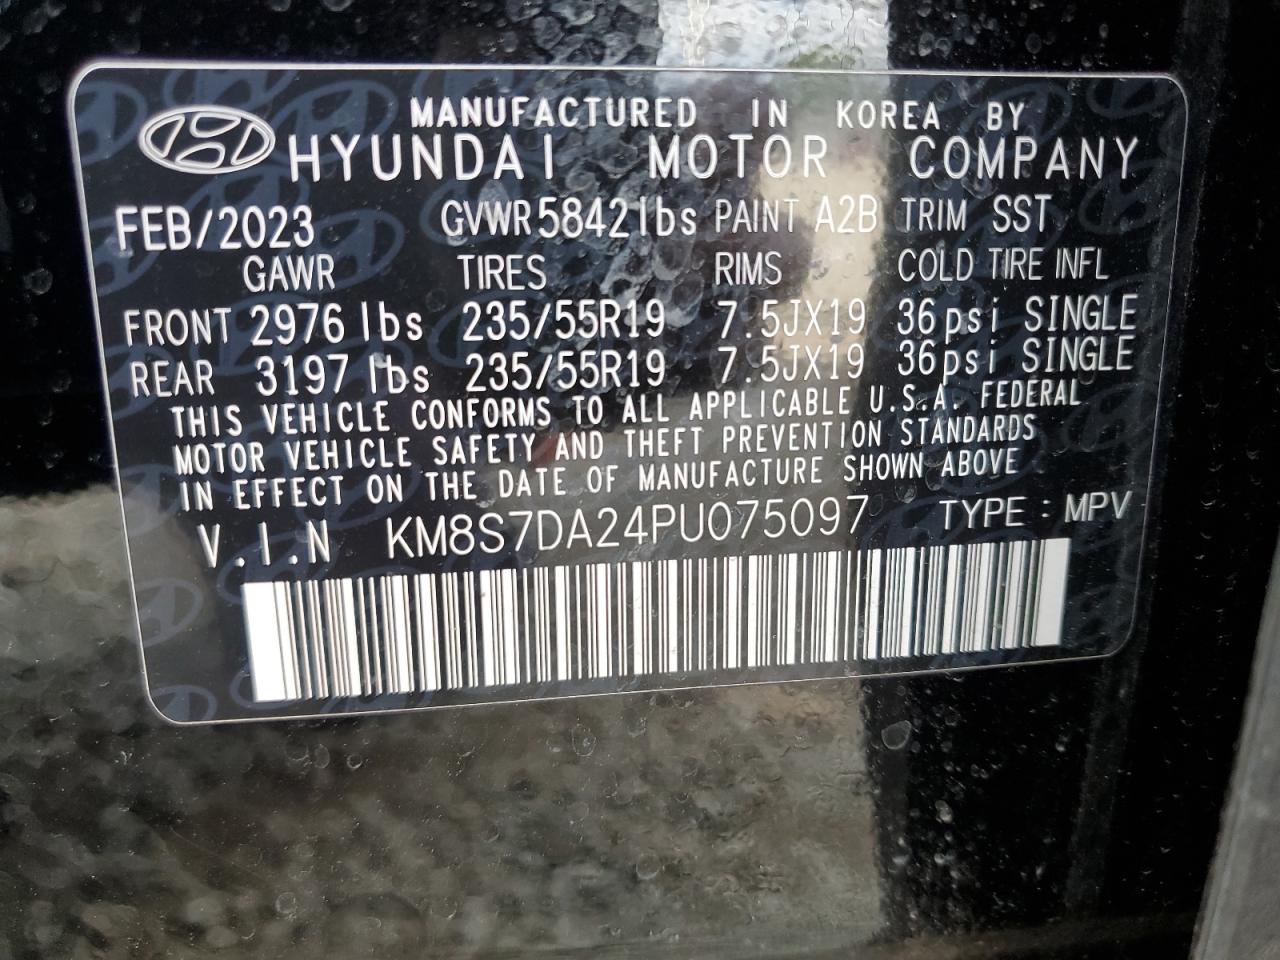 MANUFACTURED IN KOREA BY
HYUNDAI MOTOR COMPANY
FEB/2023 GVWR 5842lbs PAINT A2B TRIM SST
GAWR TIRES RIMS COLD TIRE INFL
FRONT 2976 lbs 235/55R19 7.5JX19 36psi SINGLE
REAR 3197 lbs 235/55R19 7.5JX19 36psi SINGLE
THIS VEHICLE CONFORMS TO ALL APPLICABLE U.S.A. FEDERAL
MOTOR VEHICLE SAFETY AND THEFT PREVENTION STANDARDS
IN EFFECT ON THE DATE OF MANUFACTURE SHOWN ABOVE
V.I.N KM8S7DA24PU075097 TYPE : MPV